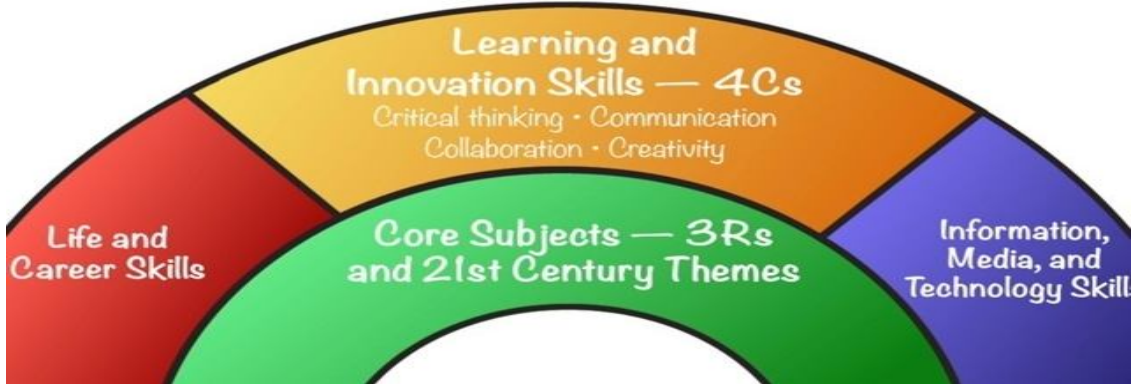 Learning and
Innovation Skills — 4Cs
Critical thinking • Communication
Collaboration • Creativity
Life and
Career Skills
Core Subjects — 3Rs
and 21st Century Themes
Information,
Media, and
Technology Skill